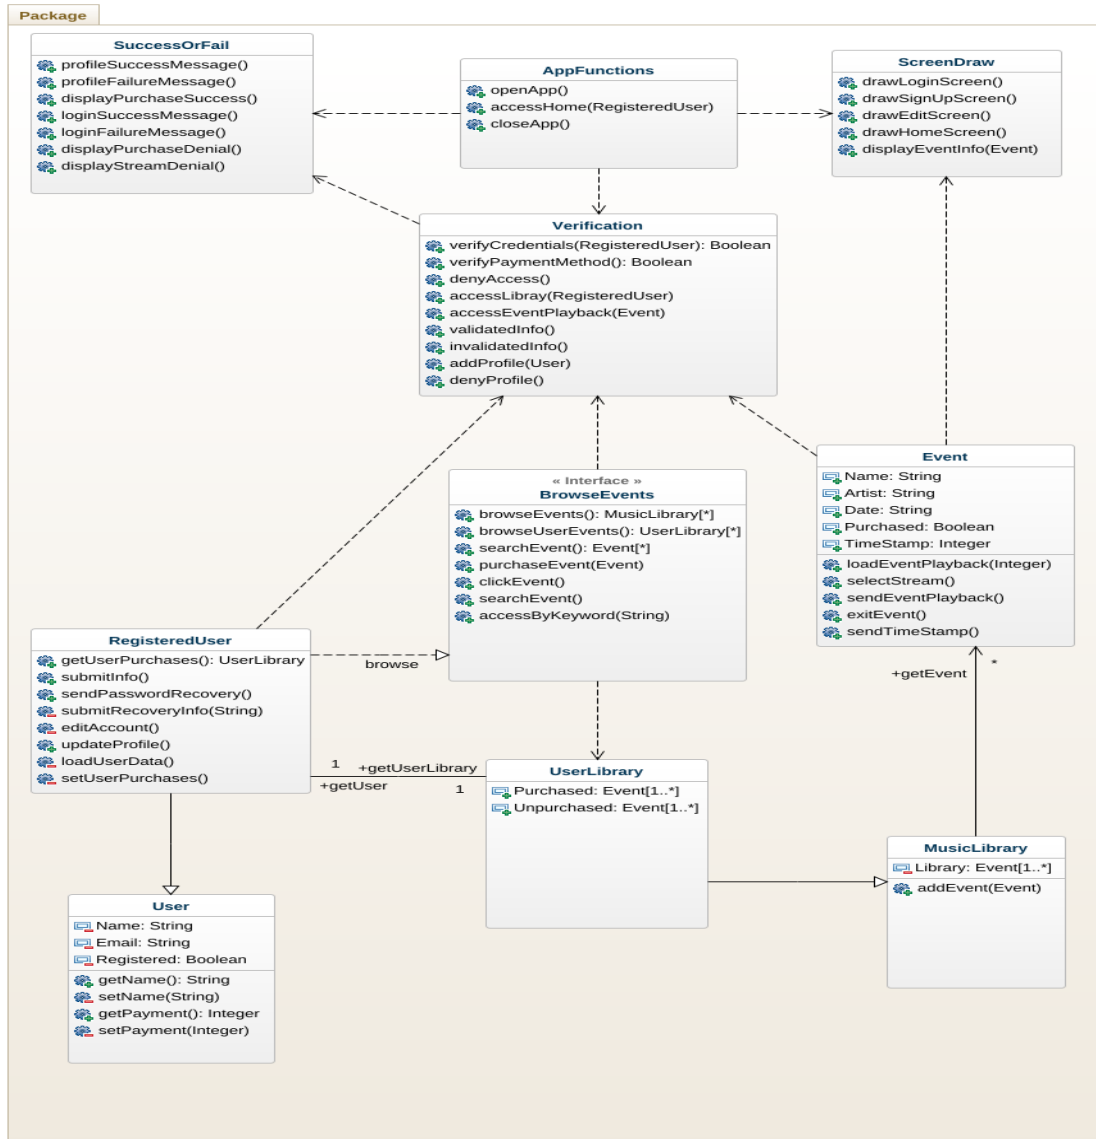 Package
SuccessOrFail
profileSuccessMessage()
profileFailureMessage()
displayPurchaseSuccess()
loginSuccessMessage()
loginFailureMessage()
displayPurchaseDenial()
displayStreamDenial()
AppFunctions
openApp()
accessHome(RegisteredUser)
closeApp()
ScreenDraw
drawLoginScreen()
drawSignUpScreen()
drawEditScreen()
drawHomeScreen()
displayEventInfo(Event)
Verification
verifyCredentials(RegisteredUser): Boolean
verifyPaymentMethod(): Boolean
denyAccess()
accessLibray(RegisteredUser)
accessEventPlayback(Event)
validatedInfo()
invalidatedInfo()
addProfile(User)
denyProfile()
« Interface »
BrowseEvents
browseEvents(): MusicLibrary[*]
browseUserEvents(): UserLibrary[*]
searchEvent(): Event[*]
purchaseEvent(Event)
clickEvent()
searchEvent()
accessByKeyword(String)
Event
Name: String
Artist: String
Date: String
Purchased: Boolean
TimeStamp: Integer
loadEventPlayback(Integer)
selectStream()
sendEventPlayback()
exitEvent()
sendTimeStamp()
RegisteredUser
getUserPurchases(): UserLibrary
submitInfo()
sendPasswordRecovery()
submitRecoveryInfo(String)
editAccount()
updateProfile()
loadUserData()
setUserPurchases()
browse
*
+getEvent
1
+getUserLibrary
+getUser
1
UserLibrary
Purchased: Event[1..*]
Unpurchased: Event[1..*]
MusicLibrary
Library: Event[1..*]
addEvent(Event)
User
Name: String
Email: String
Registered: Boolean
getName(): String
setName(String)
getPayment(): Integer
setPayment(Integer)